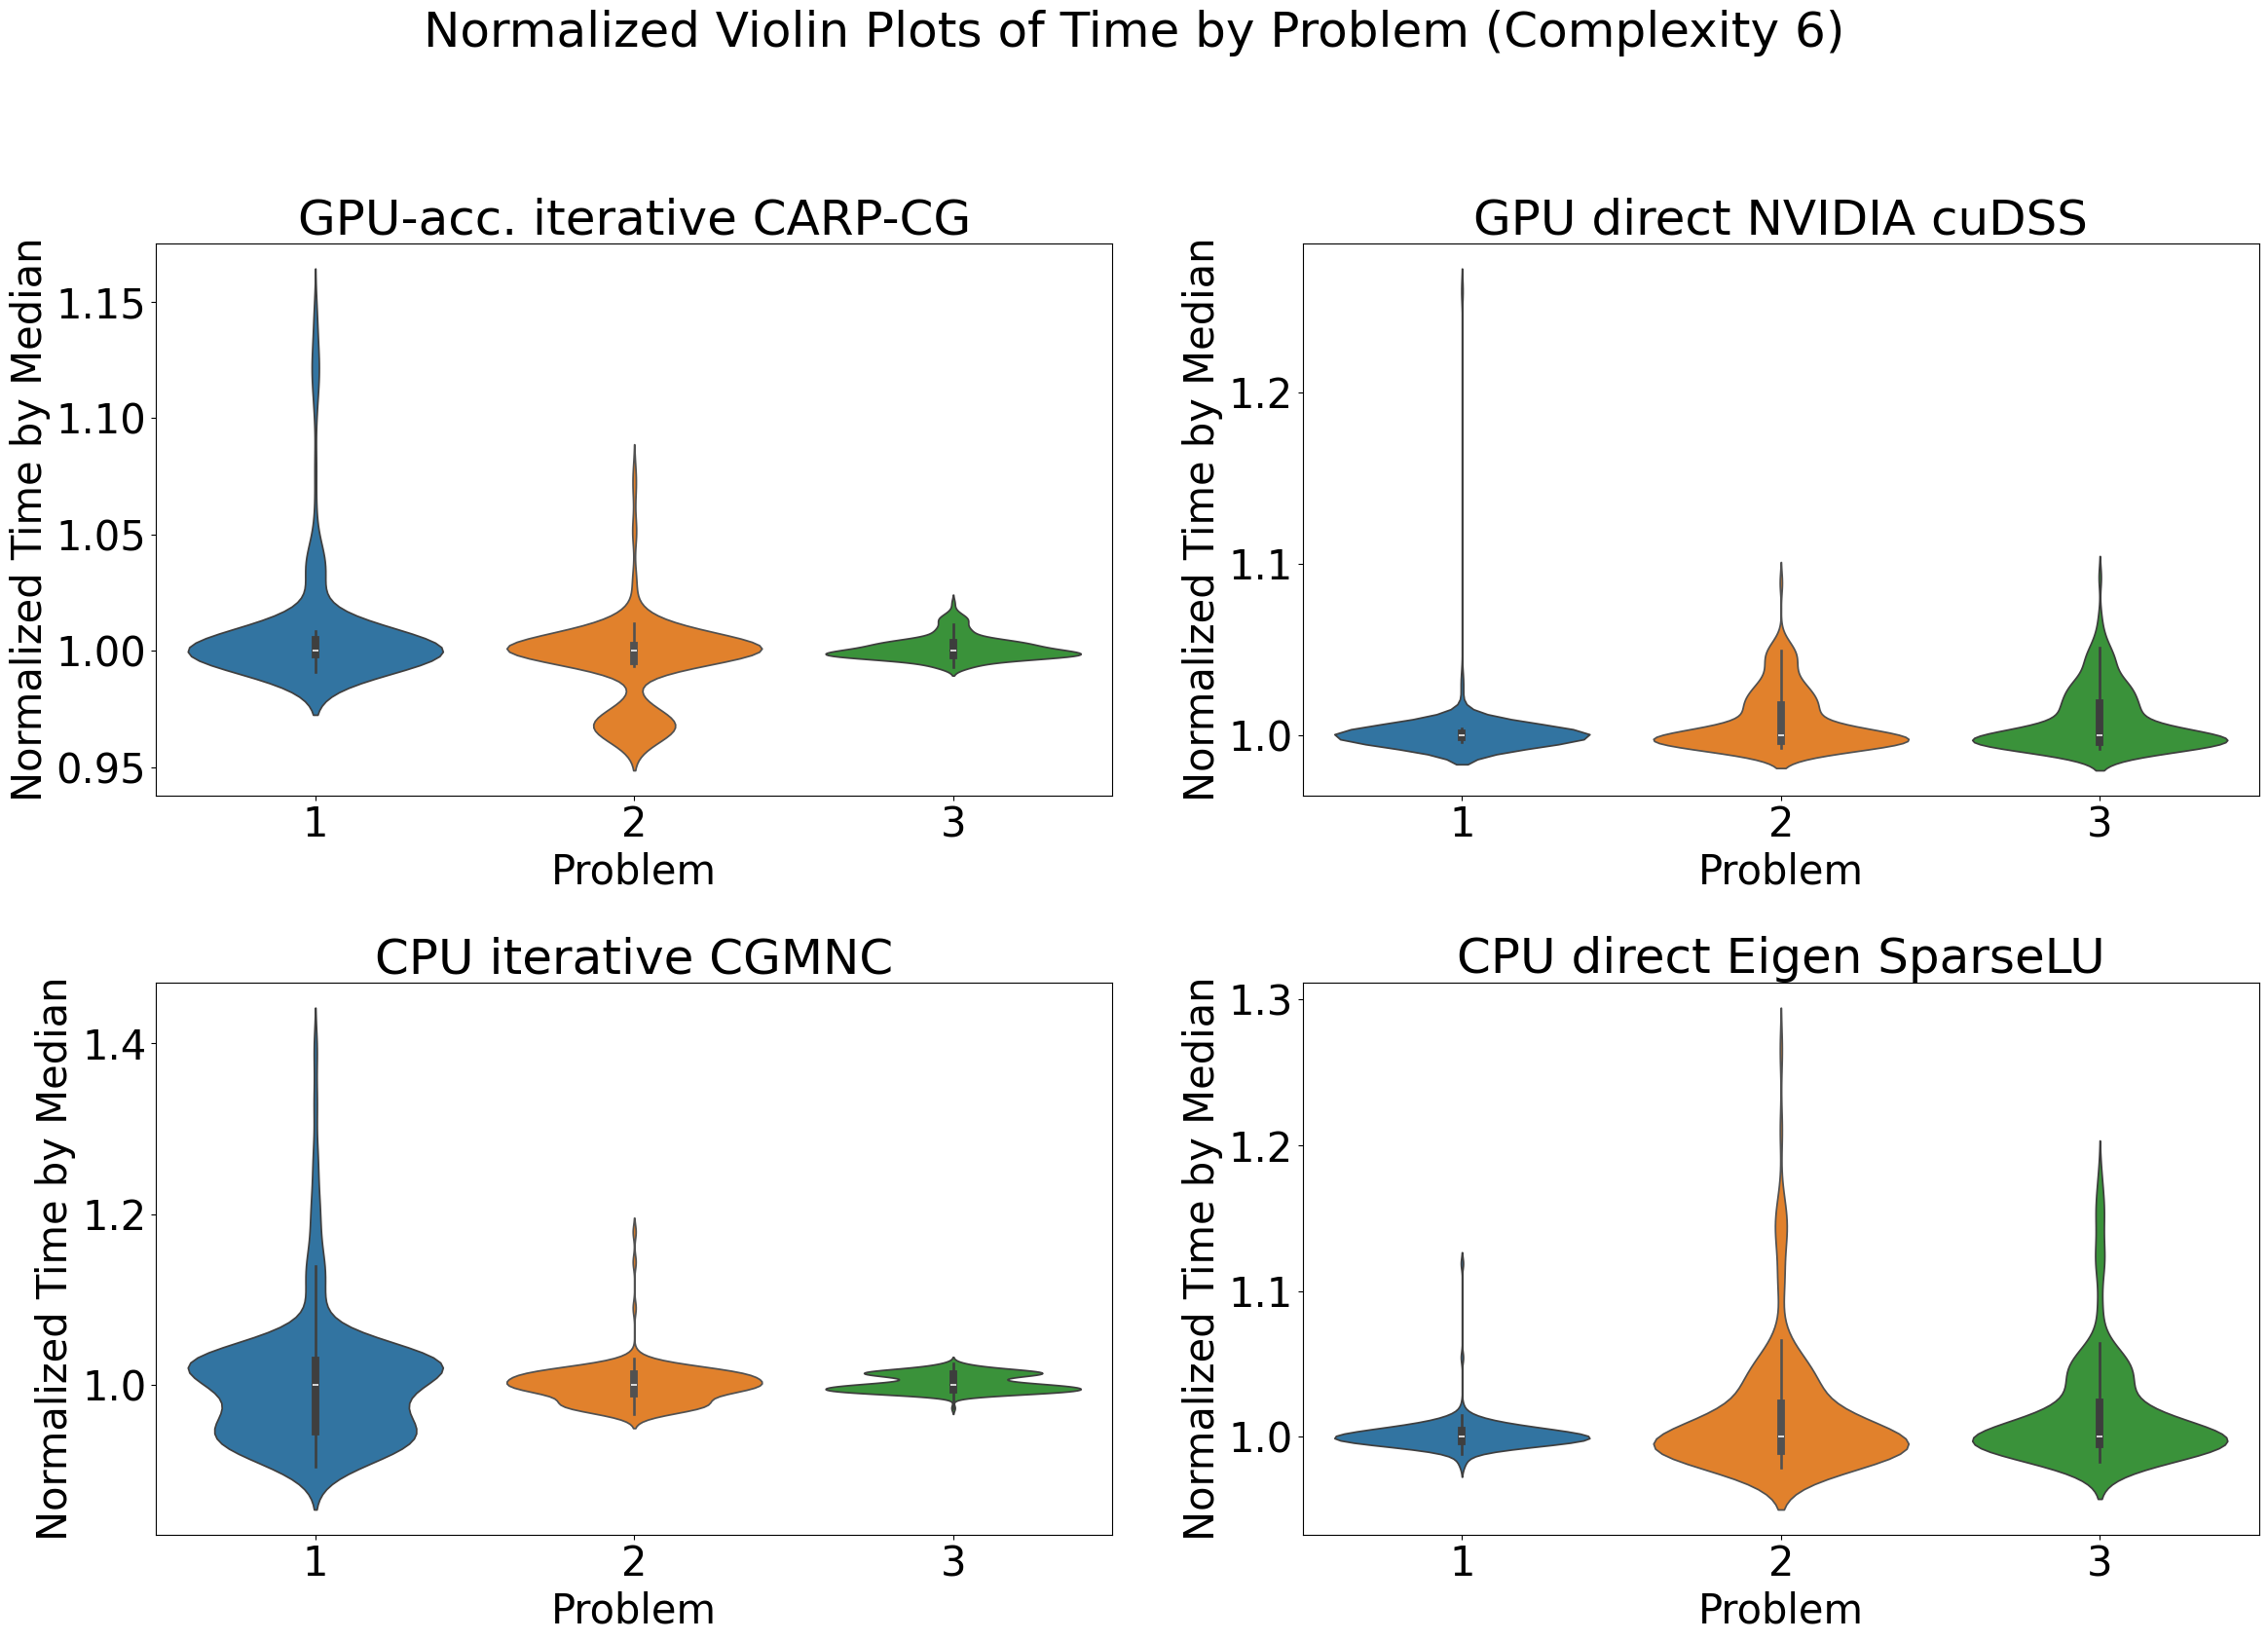 Normalized Violin Plots of Time by Problem (Complexity 6)
GPU-acc. iterative CARP-CG
Normalized Time by Median
1.15
1.10
1.05
1.00
0.95
1 2 3
Problem
GPU direct NVIDIA cuDSS
Normalized Time by Median
1.2
1.1
1.0
1 2 3
Problem
CPU iterative CGMNC
Normalized Time by Median
1.4
1.2
1.0
1 2 3
Problem
CPU direct Eigen SparseLU
Normalized Time by Median
1.3
1.2
1.1
1.0
1 2 3
Problem